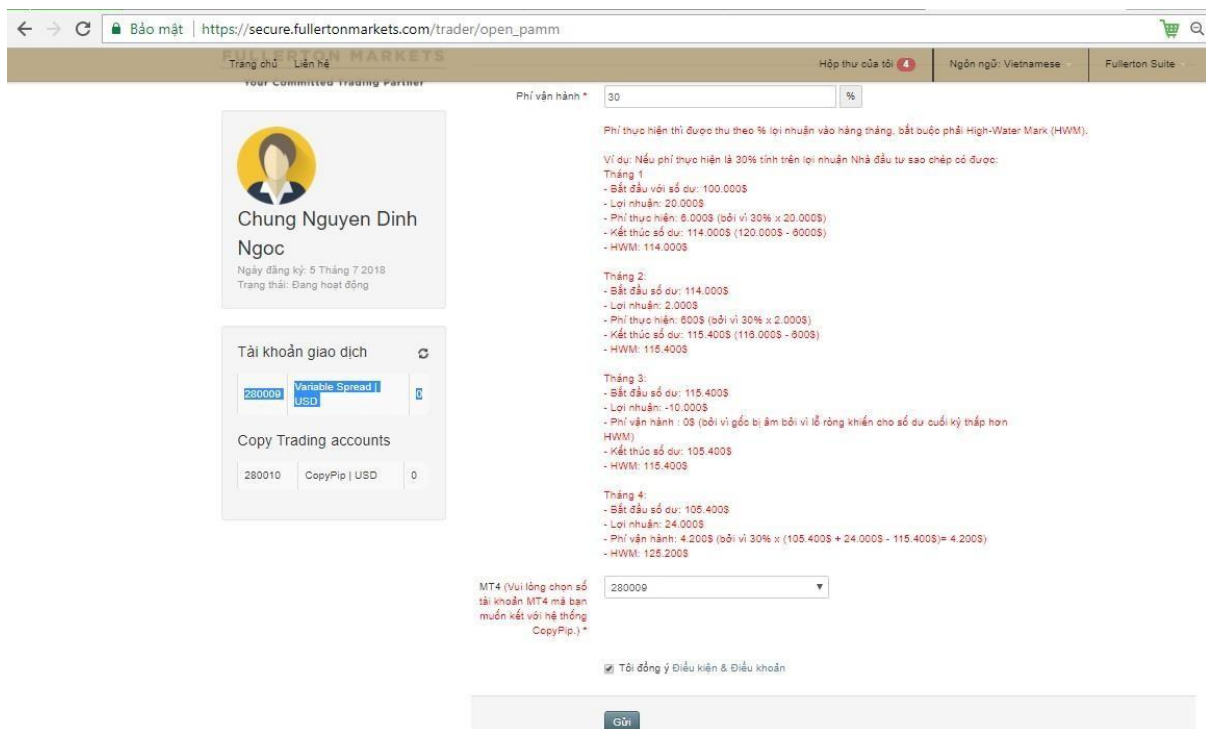 Bảo mật | https://secure.fullertonmarkets.com/trader/open_pamm
FULLERTON MARKETS
Trang chủ Liên hệ Hộp thư của tôi 4 Ngôn ngữ: Vietnamese Fullerton Suite
Your Committed Trading Partner
Phí vận hành * 30 %
Phí thực hiện thì được thu theo % lợi nhuận vào hàng tháng, bắt buộc phải High-Water Mark (HWM).
Ví dụ: Nếu phí thực hiện là 30% tính trên lợi nhuận Nhà đầu tư sao chép có được:
Tháng 1
- Bắt đầu với số dư: 100.000$
- Lợi nhuận: 20.000$
- Phí thực hiện: 6.000$ (bởi vì 30% x 20.000$)
- Kết thúc số dư: 114.000$ (120.000$ - 6000$)
- HWM: 114.000$
Tháng 2:
- Bắt đầu số dư: 114.000$
- Lợi nhuận: 2.000$
- Phí thực hiện: 600$ (bởi vì 30% x 2.000$)
- Kết thúc số dư: 115.400$ (116.000$ - 600$)
- HWM: 115.400$
Tháng 3:
- Bắt đầu số dư: 115.400$
- Lợi nhuận: -10.000$
- Phí vận hành : 0$ (bởi vì gốc bị âm bởi vì lỗ ròng khiến cho số dư cuối kỳ thấp hơn
HWM)
- Kết thúc số dư: 105.400$
- HWM: 115.400$
Tháng 4:
- Bắt đầu số dư: 105.400$
- Lợi nhuận: 24.000$
- Phí vận hành: 4.200$ (bởi vì 30% x (105.400$ + 24.000$ - 115.400$)= 4.200$)
- HWM: 125.200$
Chung Nguyen Dinh
Ngoc
Ngày đăng ký: 5 Tháng 7 2018
Trạng thái: Đang hoạt động
Tài khoản giao dịch
280009 Variable Spread | USD 0
Copy Trading accounts
280010 CopyPip | USD 0
MT4 (Vui lòng chọn số
tài khoản MT4 mà bạn
muốn kết với hệ thống
CopyPip.) *
280009
Tôi đồng ý Điều kiện & Điều khoản
Gửi